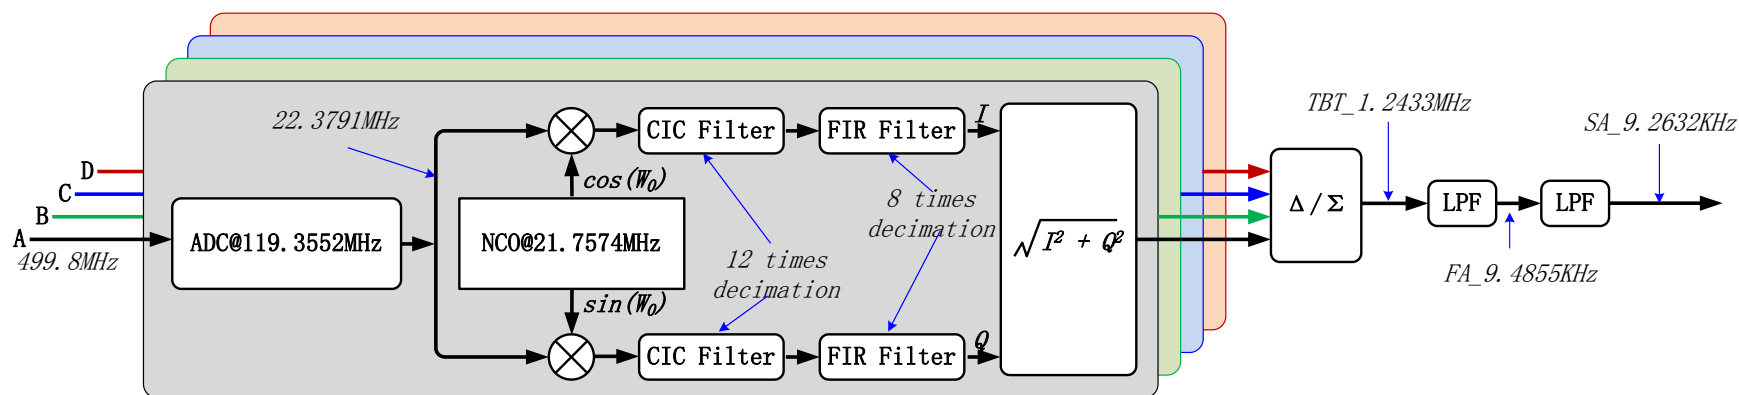 TBT_1.2433MHz
22.3791MHz
I
SA_9.2632KHz
CIC Filter
FIR Filter
D
cos(W₀)
C
8 times
decimation
LPF
LPF
Δ/Σ
B
A
ADC@119.3552MHz
NCO@21.7574MHz
√I² + Q²
499.8MHz
12 times
decimation
FA_9.4855KHz
sin(W₀)
CIC Filter
FIR Filter
Q